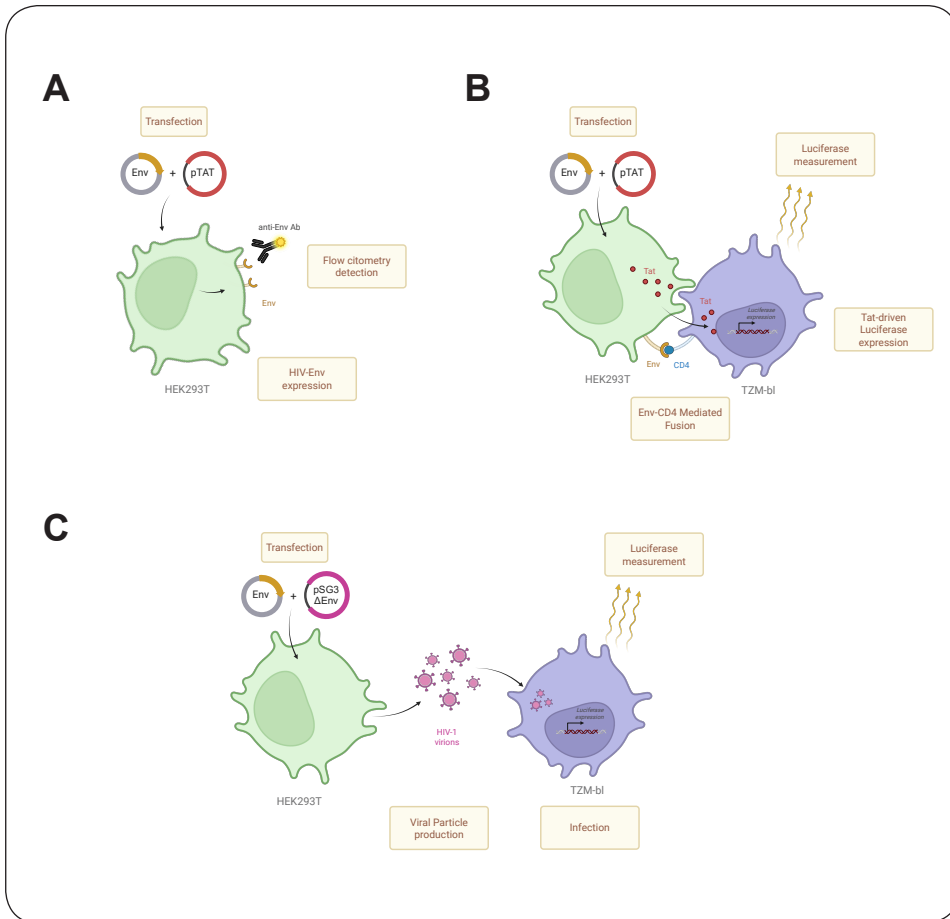 A
Transfection
Env
+
pTAT
anti-Env Ab
Flow citometry
detection
Env
HIV-Env
expression
HEK293T
B
Transfection
Env
+
pTAT
Luciferase
measurement
Tat
Tat
Luciferase
expression
Tat-driven
Luciferase
expression
Env
CD4
HEK293T
TZM-bl
Env-CD4 Mediated
Fusion
C
Transfection
Env
+
pSG3
ΔEnv
Luciferase
measurement
HIV-1
virions
Luciferase
expression
HEK293T
TZM-bl
Viral Particle
production
Infection